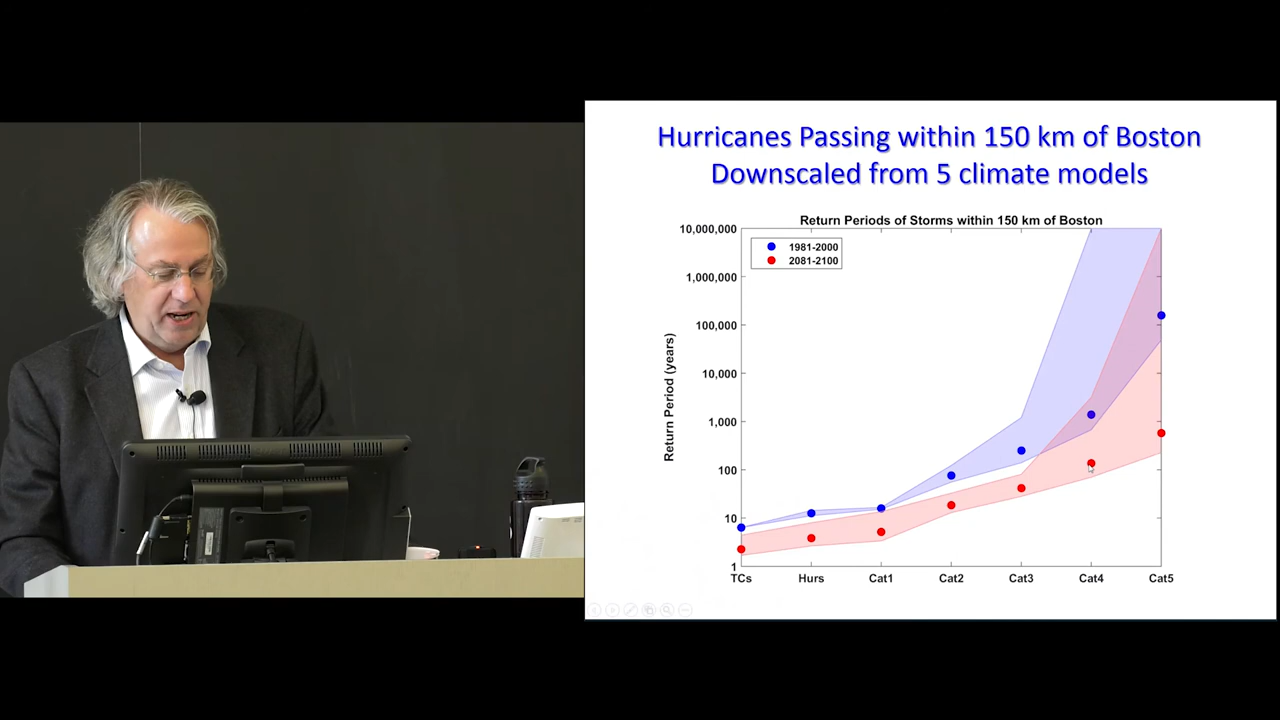 Hurricanes Passing within 150 km of Boston
Downscaled from 5 climate models
Return Periods of Storms within 150 km of Boston
10,000,000
1,000,000
100,000
10,000
1,000
100
10
1
Return Period (years)
1981-2000
2081-2100
TCs Hurs Cat1 Cat2 Cat3 Cat4 Cat5